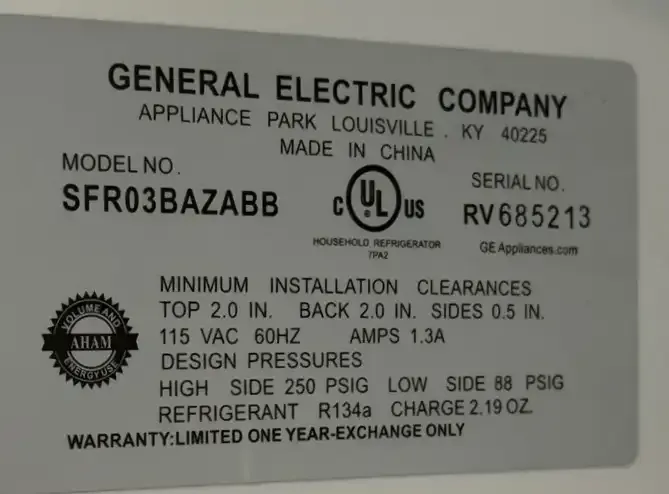 GENERAL ELECTRIC COMPANY
APPLIANCE PARK LOUISVILLE . KY 40225
MADE IN CHINA
MODEL NO.
SFR03BAZABB
C UL US
SERIAL NO.
RV685213
HOUSEHOLD REFRIGERATOR
7PA2
GEAppliances.com
MINIMUM INSTALLATION CLEARANCES
TOP 2.0 IN. BACK 2.0 IN. SIDES 0.5 IN.
115 VAC 60HZ AMPS 1.3A
DESIGN PRESSURES
HIGH SIDE 250 PSIG LOW SIDE 88 PSIG
REFRIGERANT R134a CHARGE 2.19 OZ.
VOLUME AND
AHAM
ENERGY USE
WARRANTY:LIMITED ONE YEAR-EXCHANGE ONLY